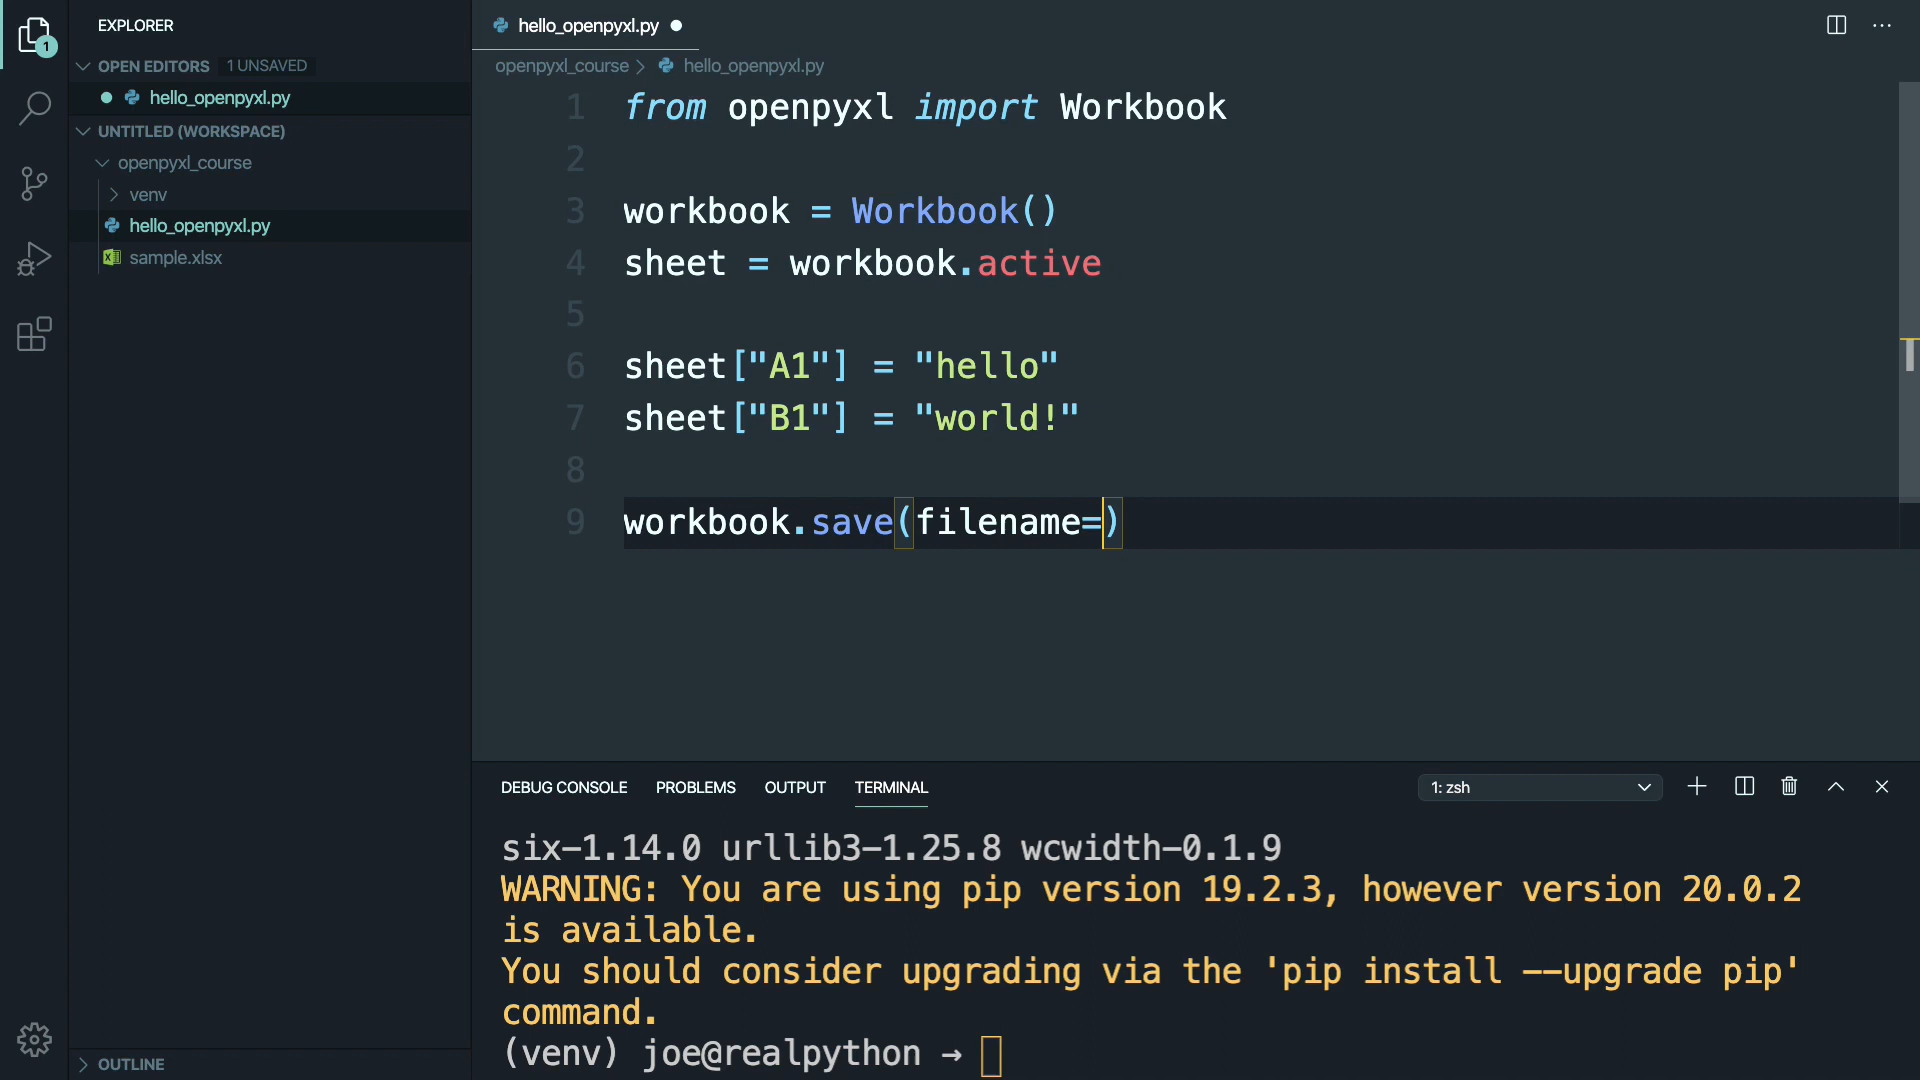 EXPLORER
OPEN EDITORS 1 UNSAVED
hello_openpyxl.py
UNTITLED (WORKSPACE)
openpyxl_course
venv
hello_openpyxl.py
sample.xlsx
OUTLINE
1
hello_openpyxl.py
openpyxl_course > hello_openpyxl.py
1 from openpyxl import Workbook
2
3 workbook = Workbook()
4 sheet = workbook.active
5
6 sheet["A1"] = "hello"
7 sheet["B1"] = "world!"
8
9 workbook.save(filename=)
DEBUG CONSOLE PROBLEMS OUTPUT TERMINAL 1: zsh
six-1.14.0 urllib3-1.25.8 wcwidth-0.1.9
WARNING: You are using pip version 19.2.3, however version 20.0.2
is available.
You should consider upgrading via the 'pip install --upgrade pip'
command.
(venv) joe@realpython →